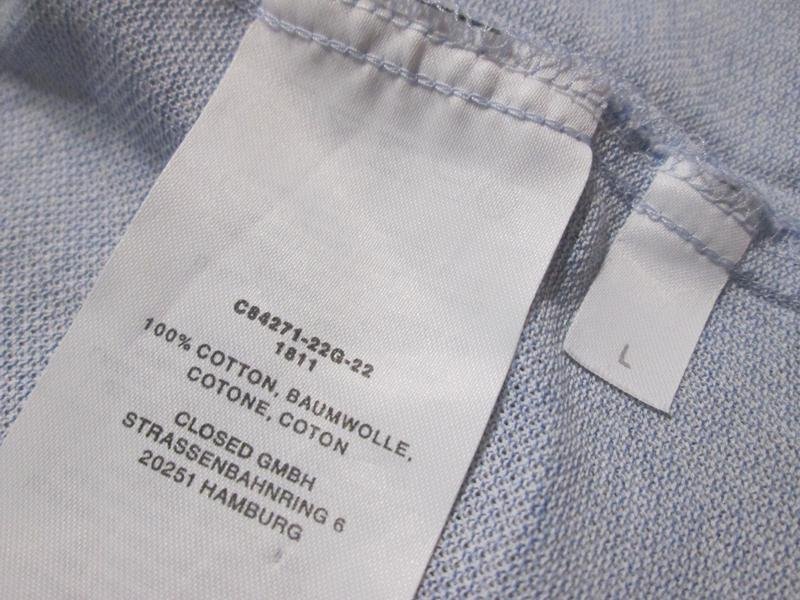 C84271-22G-22
1811
100% COTTON, BAUMWOLLE,
COTONE, COTON
CLOSED GMBH
STRASSENBAHNRING 6
20251 HAMBURG
L